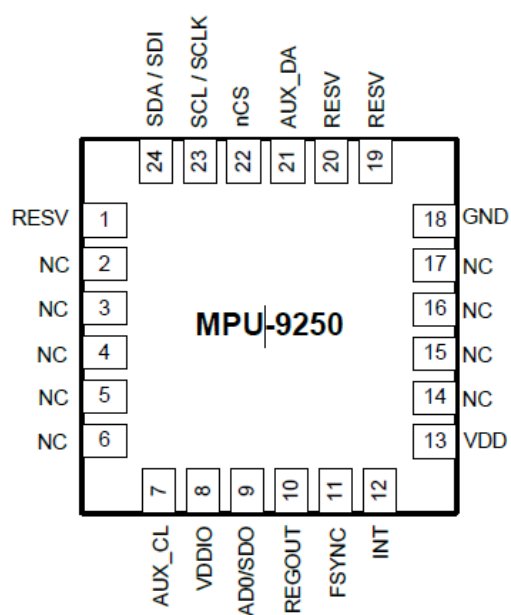 SDA / SDI
SCL / SCLK
nCS
AUX_DA
RESV
RESV
24
23
22
21
20
19
RESV 1
NC 2
NC 3
NC 4
NC 5
NC 6
MPU-9250
18 GND
17 NC
16 NC
15 NC
14 NC
13 VDD
7
8
9
10
11
12
AUX_CL
VDDIO
AD0/SDO
REGOUT
FSYNC
INT